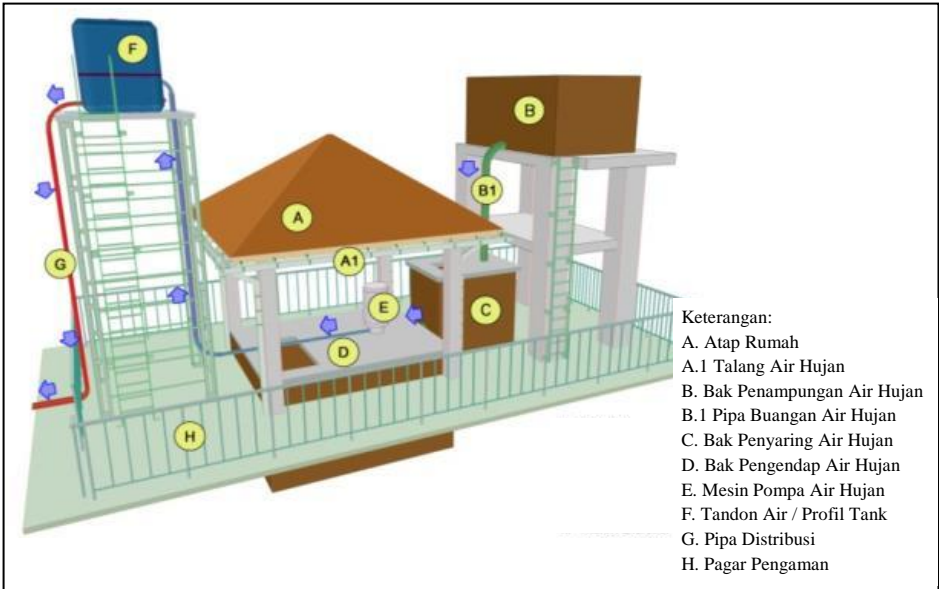 F
B
B1
A
A1
G
E
C
D
H
Keterangan:
A. Atap Rumah
A.1 Talang Air Hujan
B. Bak Penampungan Air Hujan
B.1 Pipa Buangan Air Hujan
C. Bak Penyaring Air Hujan
D. Bak Pengendap Air Hujan
E. Mesin Pompa Air Hujan
F. Tandon Air / Profil Tank
G. Pipa Distribusi
H. Pagar Pengaman